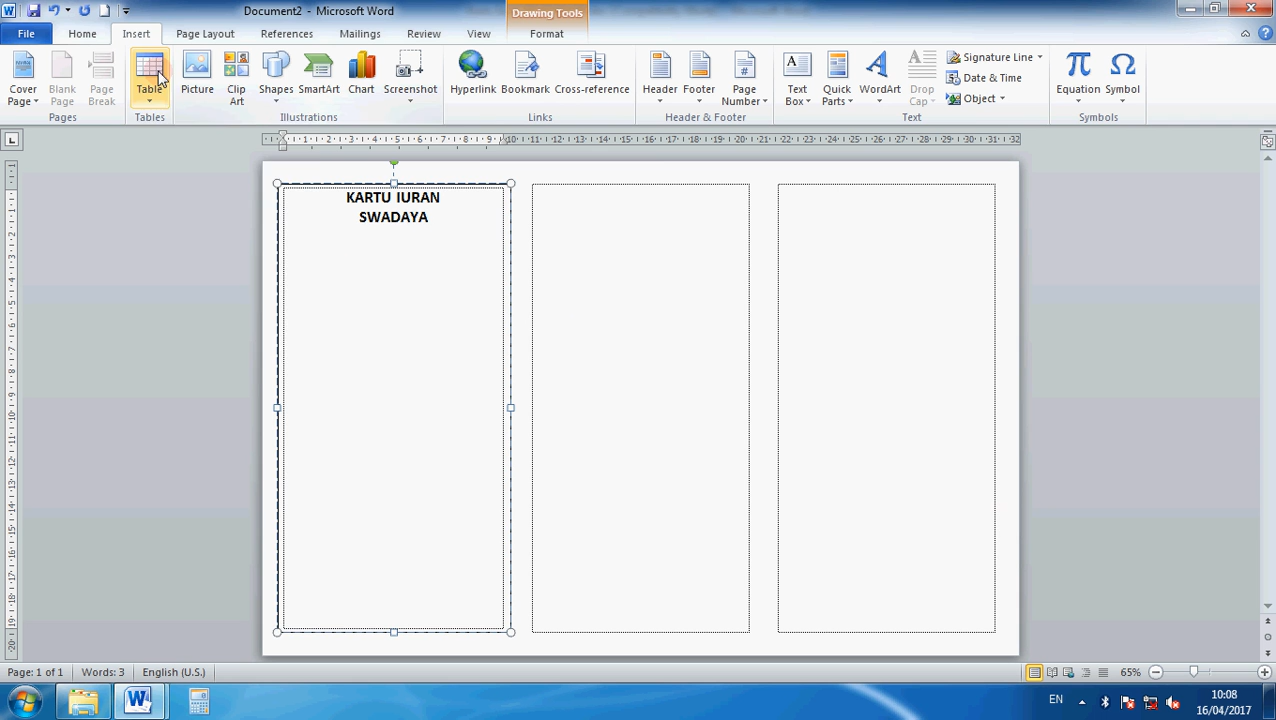 Document2 - Microsoft Word
Drawing Tools
File Home Insert Page Layout References Mailings Review View Format
Cover Page
Blank Page
Page Break
Table
Picture
Clip Art
Shapes
SmartArt
Chart
Screenshot
Hyperlink
Bookmark
Cross-reference
Header
Footer
Page Number
Text Box
Quick Parts
WordArt
Drop Cap
Signature Line
Date & Time
Object
Equation
Symbol
Pages
Tables
Illustrations
Links
Header & Footer
Text
Symbols
KARTU IURAN
SWADAYA
Page: 1 of 1
Words: 3
English (U.S.)
65%
EN
10:08
16/04/2017